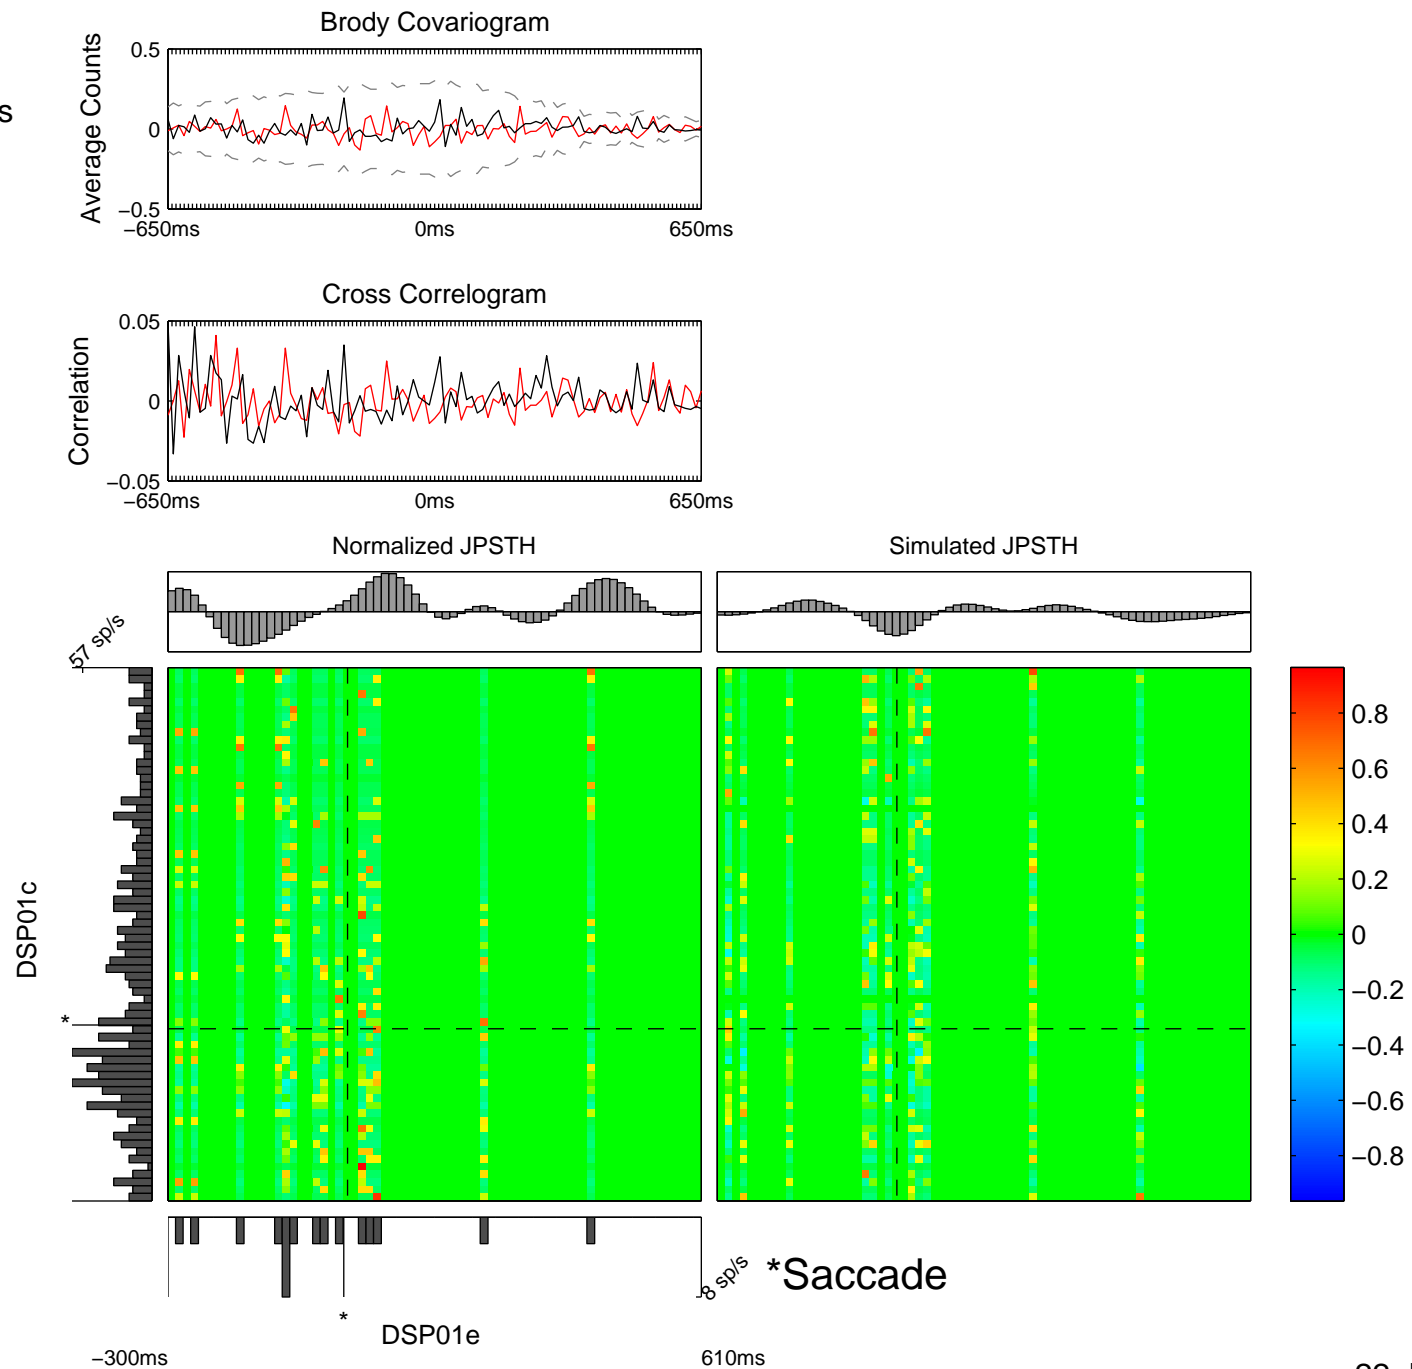 Brody Covariogram
s
Average Counts
0.5
0
−0.5
−650ms
0ms
650ms
Cross Correlogram
Correlation
0.05
0
−0.05
−650ms
0ms
650ms
Normalized JPSTH
Simulated JPSTH
57 sp/s
DSP01c
*
0.8
0.6
0.4
0.2
0
−0.2
−0.4
−0.6
−0.8
8 sp/s
*Saccade
*
DSP01e
−300ms
610ms